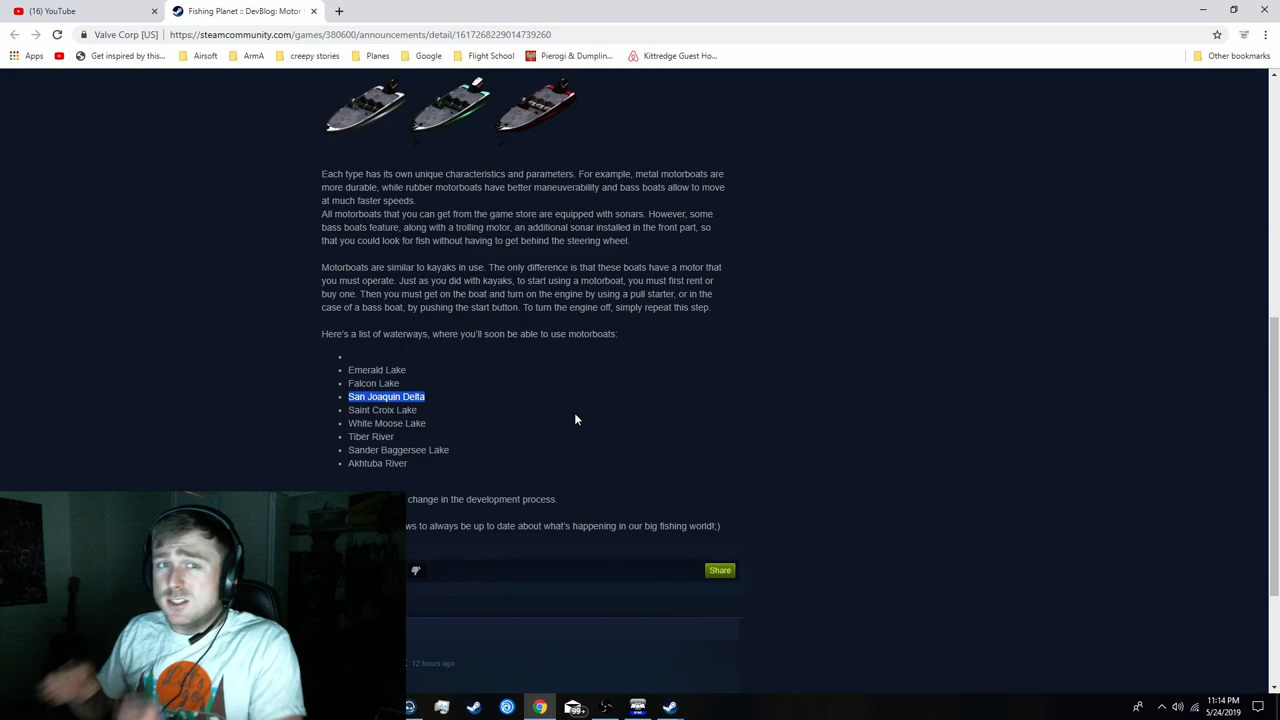 (16) YouTube
Fishing Planet :: DevBlog: Motor
Valve Corp [US] | https://steamcommunity.com/games/380600/announcements/detail/1617268229014739260
Apps
Get inspired by this...
Airsoft
ArmA
creepy stories
Planes
Google
Flight School
Pierogi & Dumplin...
Kittredge Guest Ho...
Other bookmarks
Each type has its own unique characteristics and parameters. For example, metal motorboats are
more durable, while rubber motorboats have better maneuverability and bass boats allow to move
at much faster speeds.
All motorboats that you can get from the game store are equipped with sonars. However, some
bass boats feature, along with a trolling motor, an additional sonar installed in the front part, so
that you could look for fish without having to get behind the steering wheel.
Motorboats are similar to kayaks in use. The only difference is that these boats have a motor that
you must operate. Just as you did with kayaks, to start using a motorboat, you must first rent or
buy one. Then you must get on the boat and turn on the engine by using a pull starter, or in the
case of a bass boat, by pushing the start button. To turn the engine off, simply repeat this step.
Here's a list of waterways, where you'll soon be able to use motorboats:
Emerald Lake
Falcon Lake
San Joaquin Delta
Saint Croix Lake
White Moose Lake
Tiber River
Sander Baggersee Lake
Akhtuba River
change in the development process.
ws to always be up to date about what's happening in our big fishing world!;)
Share
12 hours ago
99+
11:14 PM
5/24/2019